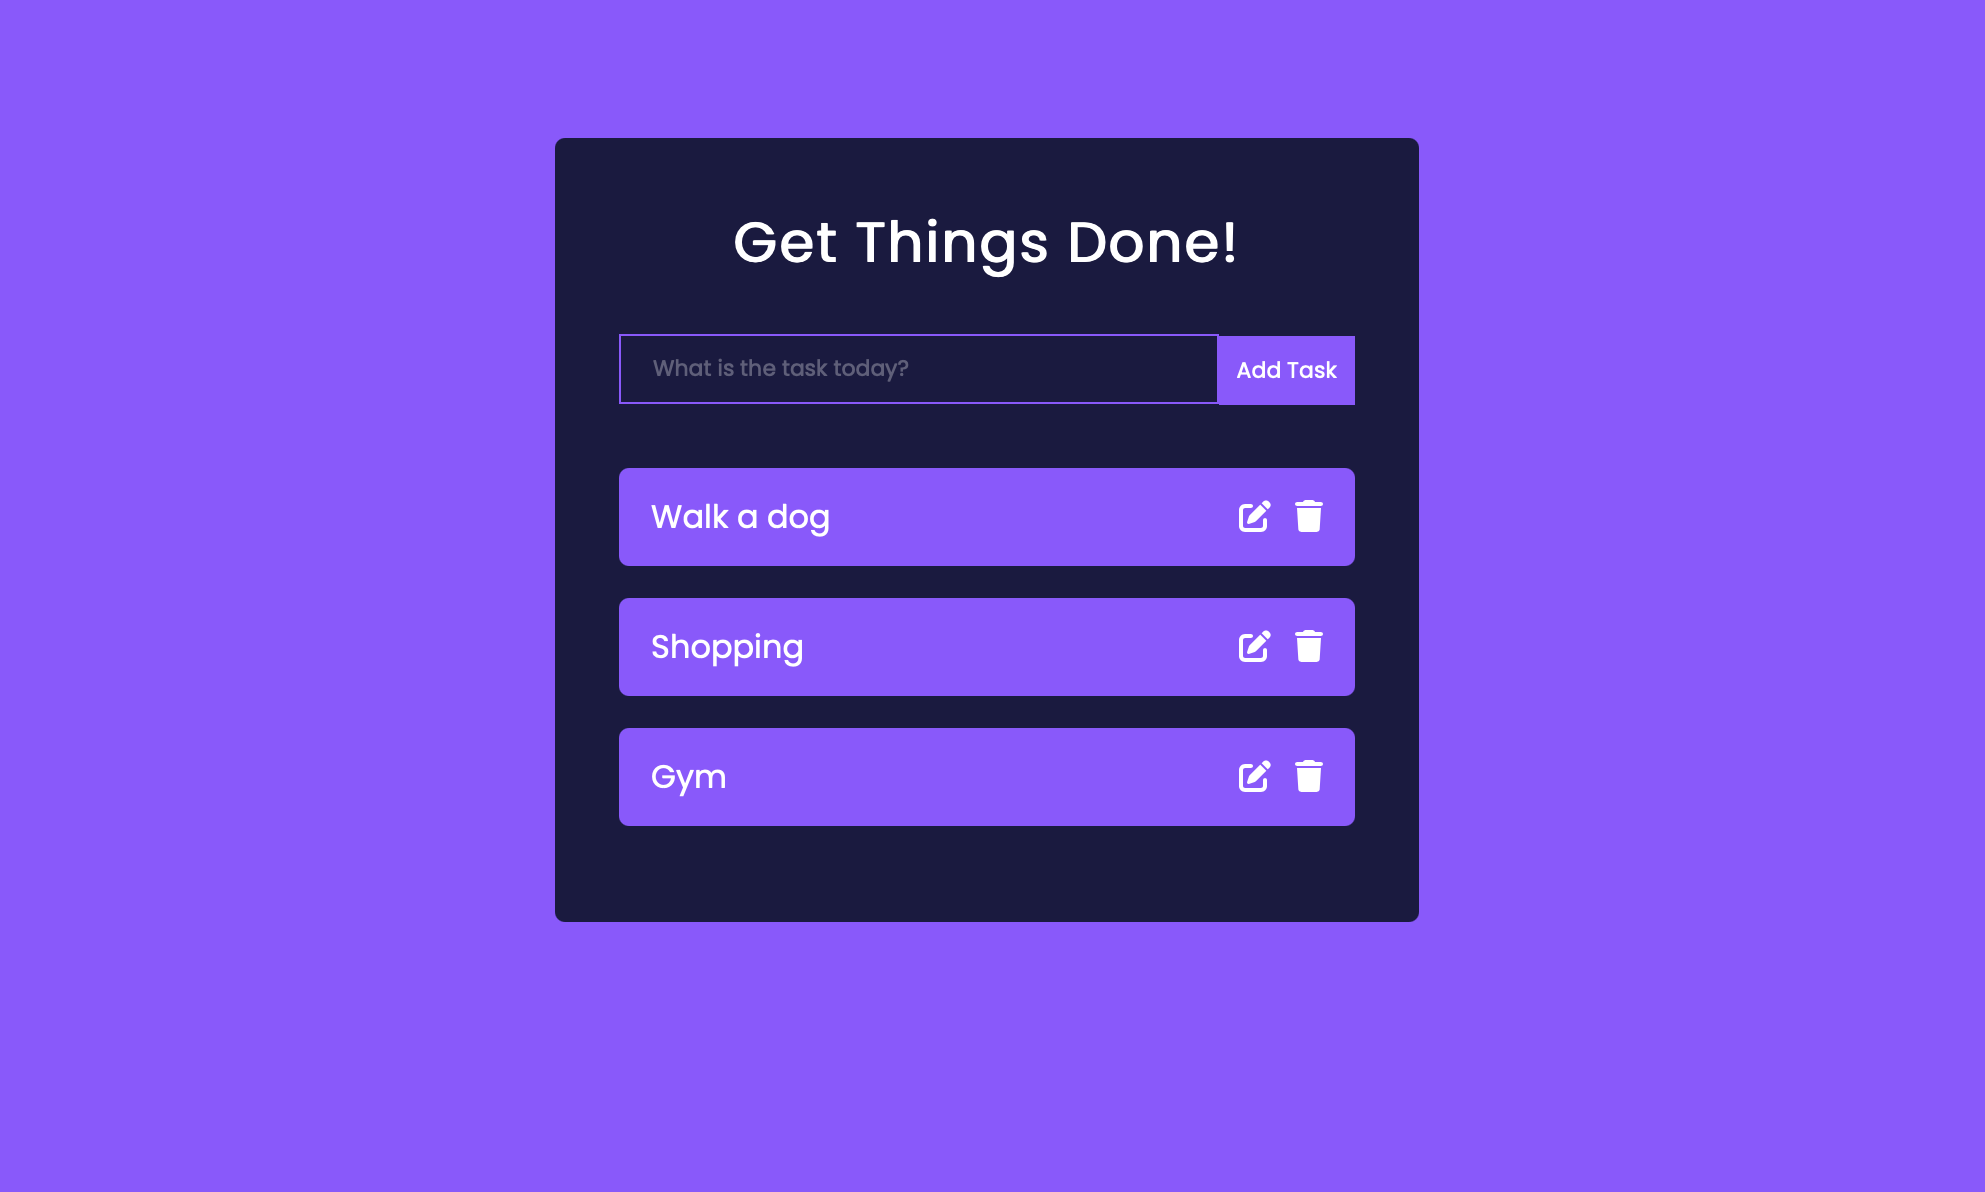 Get Things Done!
What is the task today?
Add Task
Walk a dog
Shopping
Gym